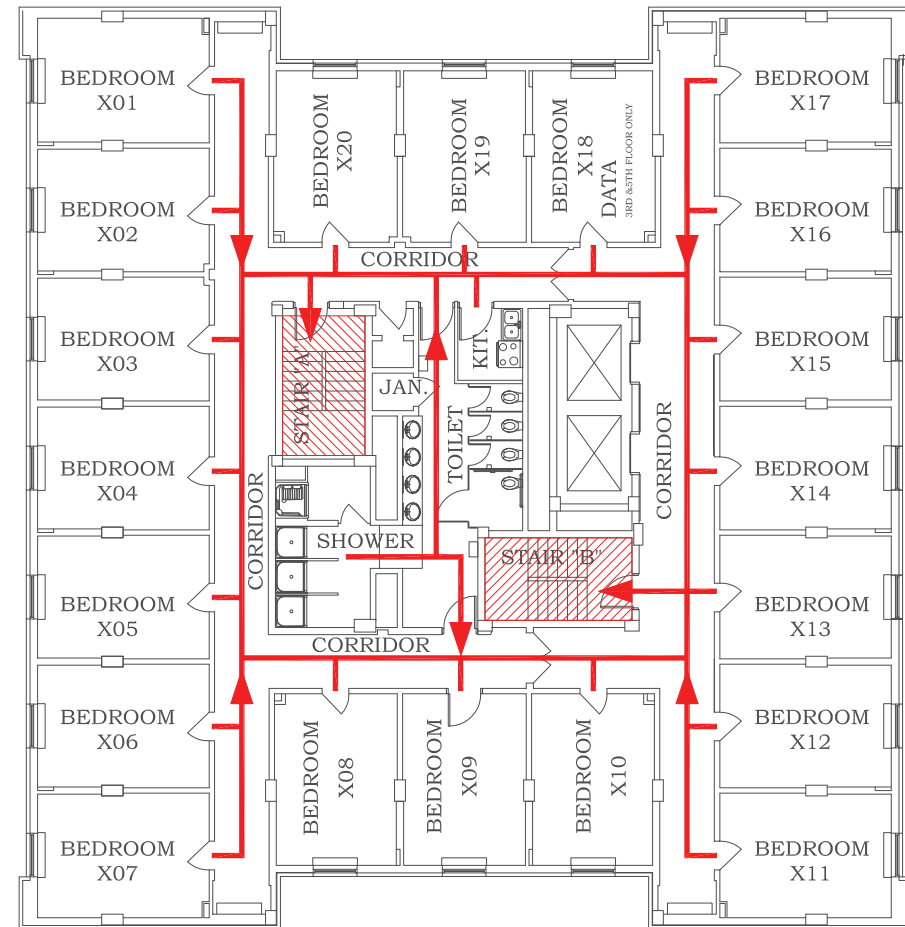 BEDROOM
X01
BEDROOM
X20
BEDROOM
X19
BEDROOM
X18
DATA
3RD &5TH FLOOR ONLY
BEDROOM
X17
BEDROOM
X02
BEDROOM
X16
CORRIDOR
BEDROOM
X03
STAIR "A"
JAN.
KIT.
BEDROOM
X15
BEDROOM
X04
TOILET
CORRIDOR
BEDROOM
X14
CORRIDOR
SHOWER
STAIR "B"
BEDROOM
X05
BEDROOM
X13
CORRIDOR
BEDROOM
X06
BEDROOM
X12
BEDROOM
X08
BEDROOM
X09
BEDROOM
X10
BEDROOM
X07
BEDROOM
X11